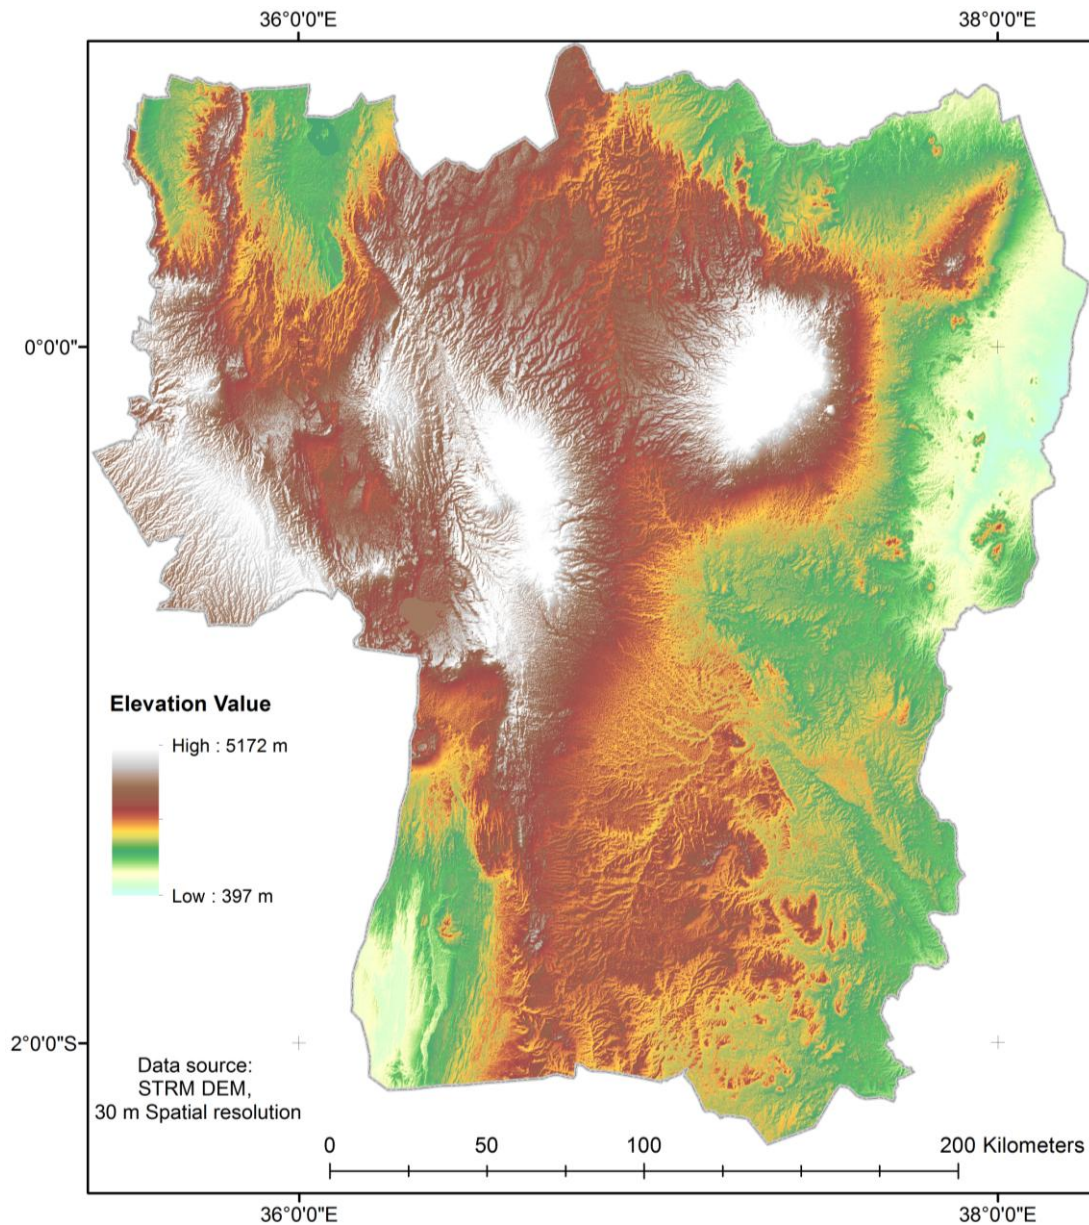 36°0'0"E 38°0'0"E
0°0'0"
Elevation Value
High : 5172 m
Low : 397 m
2°0'0"S
Data source:
STRM DEM,
30 m Spatial resolution
0 50 100 200 Kilometers
36°0'0"E 38°0'0"E